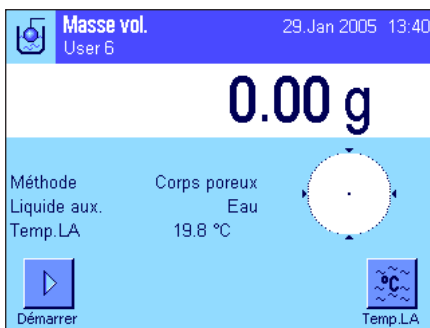 Masse vol. 29.Jan 2005 13:40
User 6
0.00 g
Méthode Corps poreux
Liquide aux. Eau
Temp.LA 19.8 °C
°C
Démarrer Temp.LA